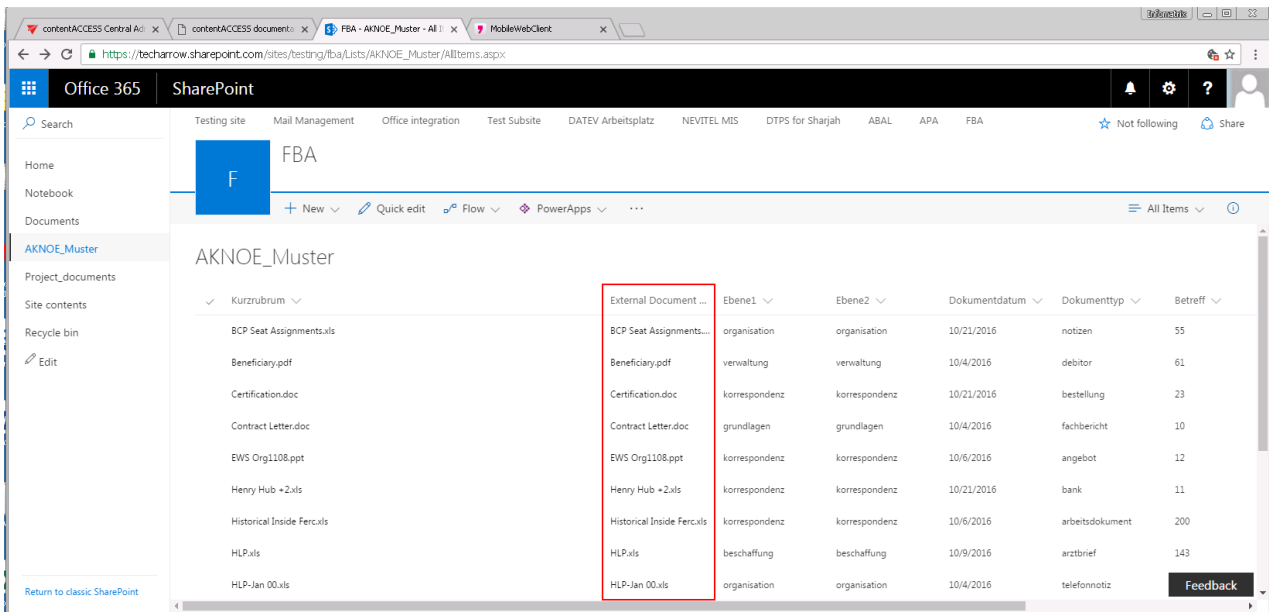 Infomatrix
contentACCESS Central Ad
contentACCESS documenta
FBA - AKNOE_Muster - All It
MobileWebClient
https://techarrow.sharepoint.com/sites/testing/fba/Lists/AKNOE_Muster/AllItems.aspx
Office 365 SharePoint ?
Search
Testing site Mail Management Office integration Test Subsite DATEV Arbeitsplatz NEVITEL MIS DTPS for Sharjah ABAL APA FBA
Not following Share
Home
Notebook
Documents
AKNOE_Muster
Project_documents
Site contents
Recycle bin
Edit
F
FBA
+ New Quick edit Flow PowerApps ...
All Items
AKNOE_Muster
Kurzrubrum External Document ... Ebene1 Ebene2 Dokumentdatum Dokumenttyp Betreff
BCP Seat Assignments.xls BCP Seat Assignments.... organisation organisation 10/21/2016 notizen 55
Beneficiary.pdf Beneficiary.pdf verwaltung verwaltung 10/4/2016 debitor 61
Certification.doc Certification.doc korrespondenz korrespondenz 10/21/2016 bestellung 23
Contract Letter.doc Contract Letter.doc grundlagen grundlagen 10/4/2016 fachbericht 10
EWS Org1108.ppt EWS Org1108.ppt korrespondenz korrespondenz 10/6/2016 angebot 12
Henry Hub +2.xls Henry Hub +2.xls korrespondenz korrespondenz 10/21/2016 bank 11
Historical Inside Ferc.xls Historical Inside Ferc.xls korrespondenz korrespondenz 10/6/2016 arbeitsdokument 200
HLP.xls HLP.xls beschaffung beschaffung 10/9/2016 arztbrief 143
HLP-Jan 00.xls HLP-Jan 00.xls organisation organisation 10/4/2016 telefonnotiz
Return to classic SharePoint
Feedback